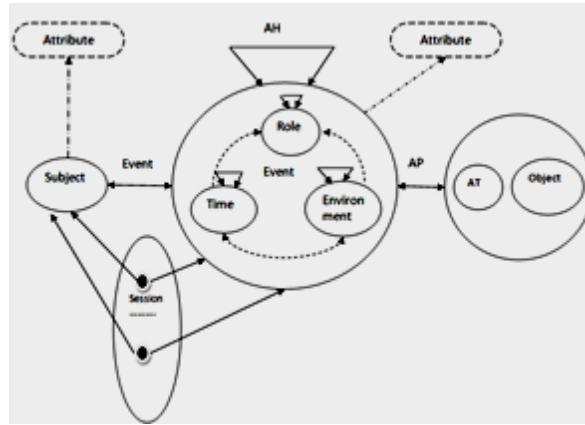 AH
Attribute
Attribute
Role
Event
Event
AP
Subject
AT
Object
Time
Environ
ment
Session